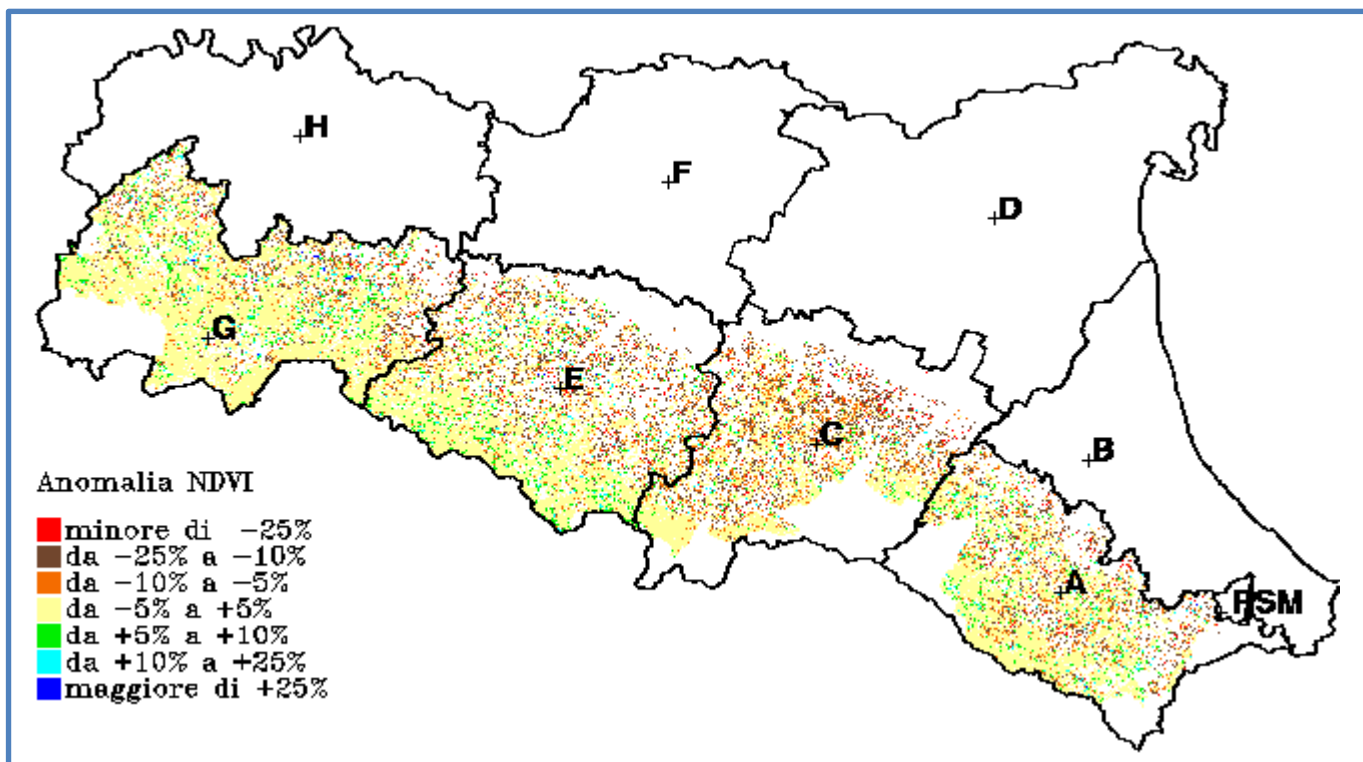 H
F
D
G
E
C
B
A
RSM
Anomalia NDVI
minore di -25%
da -25% a -10%
da -10% a -5%
da -5% a +5%
da +5% a +10%
da +10% a +25%
maggiore di +25%